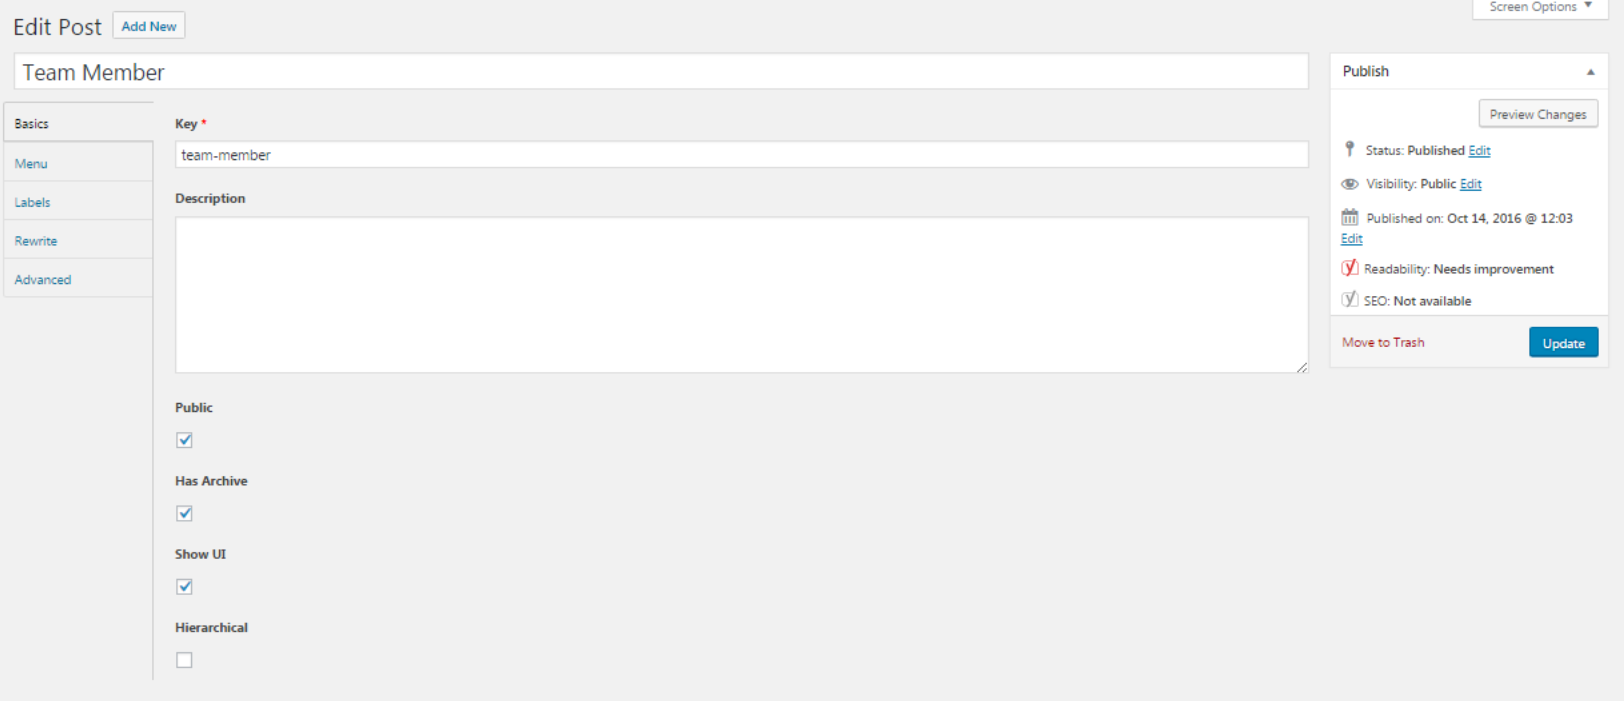 Screen Options
Edit Post
Add New
Team Member
Basics
Menu
Labels
Rewrite
Advanced
Key *
team-member
Description
Public
Has Archive
Show UI
Hierarchical
Publish
Preview Changes
Status: Published Edit
Visibility: Public Edit
Published on: Oct 14, 2016 @ 12:03
Edit
Readability: Needs improvement
SEO: Not available
Move to Trash
Update